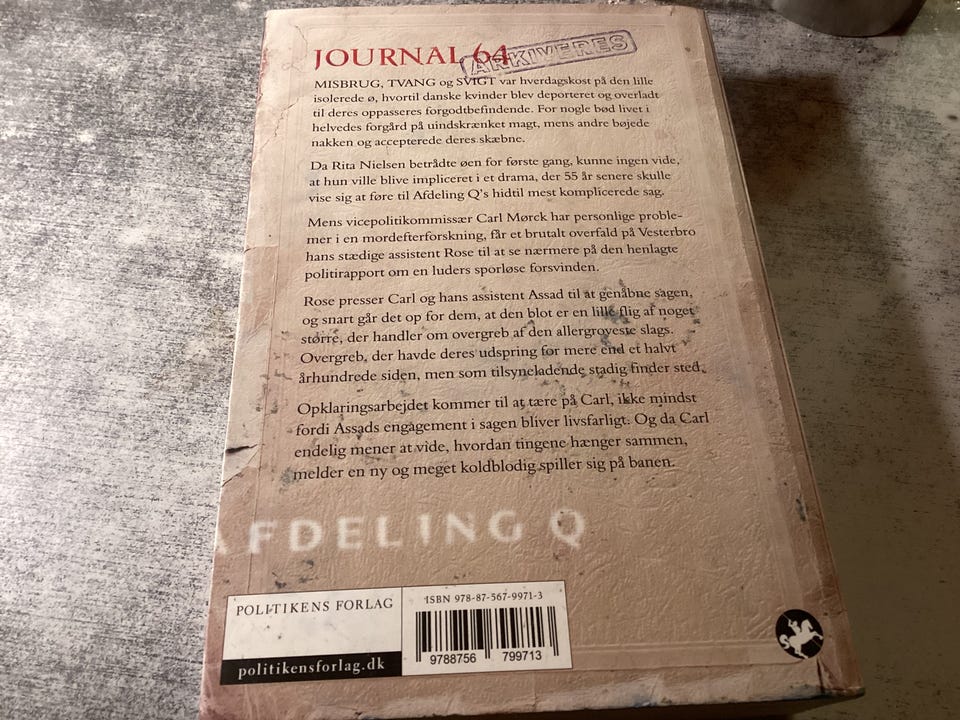 JOURNAL 64
ARKIVERES
MISBRUG, TVANG og SVIGT var hverdagskost på den lille
isolerede ø, hvortil danske kvinder blev deporteret og overladt
til deres oppasseres forgodtbefindende. For nogle bød livet i
helvedes forgård på uindskrænket magt, mens andre bøjede
nakken og accepterede deres skæbne.
Da Rita Nielsen betrådte øen for første gang, kunne ingen vide,
at hun ville blive impliceret i et drama, der 55 år senere skulle
vise sig at føre til Afdeling Q's hidtil mest komplicerede sag.
Mens vicepolitikommissær Carl Mørck har personlige proble-
mer i en mordefterforskning, får et brutalt overfald på Vesterbro
hans stædige assistent Rose til at se nærmere på den henlagte
politirapport om en luders sporløse forsvinden.
Rose presser Carl og hans assistent Assad til at genåbne sagen,
og snart går det op for dem, at den blot er en lille flig af noget
større, der handler om overgreb af den allergroveste slags.
Overgreb, der havde deres udspring for mere end et halvt
århundrede siden, men som tilsyneladende stadig finder sted.
Opklaringsarbejdet kommer til at tære på Carl, ikke mindst
fordi Assads engagement i sagen bliver livsfarligt. Og da Carl
endelig mener at vide, hvordan tingene hænger sammen,
melder en ny og meget koldblodig spiller sig på banen.
AFDELING Q
POLITIKENS FORLAG
politikensforlag.dk
ISBN 978-87-567-9971-3
9788756 799713